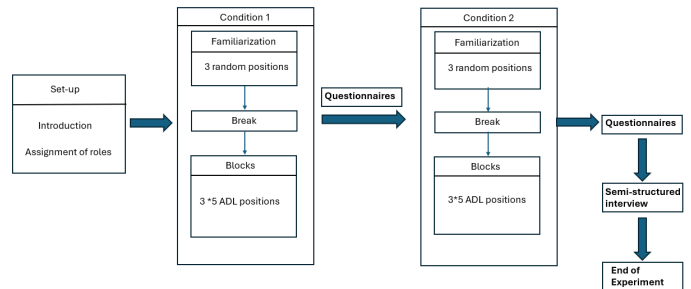 Set-up
Introduction
Assignment of roles
Condition 1
Familiarization
3 random positions
Break
Blocks
3 *5 ADL positions
Questionnaires
Condition 2
Familiarization
3 random positions
Break
Blocks
3*5 ADL positions
Questionnaires
Semi-structured
interview
End of
Experiment